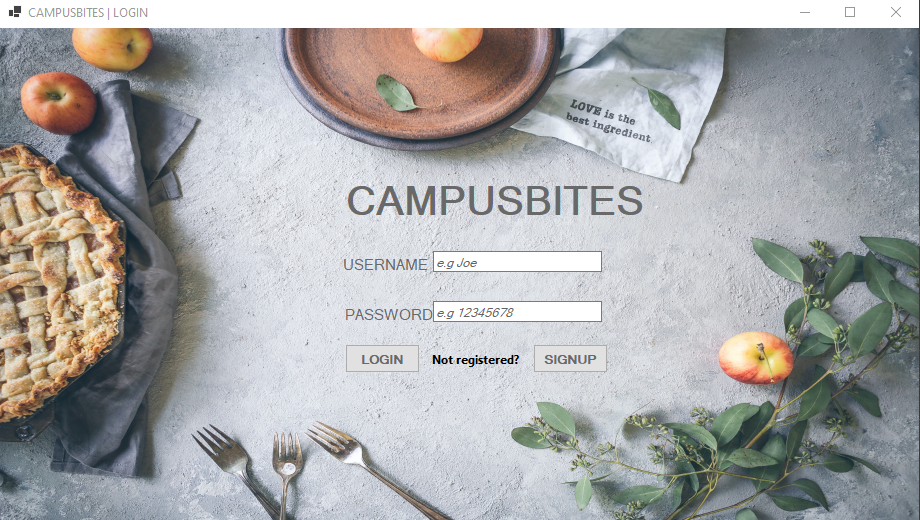 CAMPUSBITES | LOGIN
LOVE is the
best ingredient.
CAMPUSBITES
USERNAME e.g Joe
PASSWORD e.g 12345678
LOGIN Not registered? SIGNUP